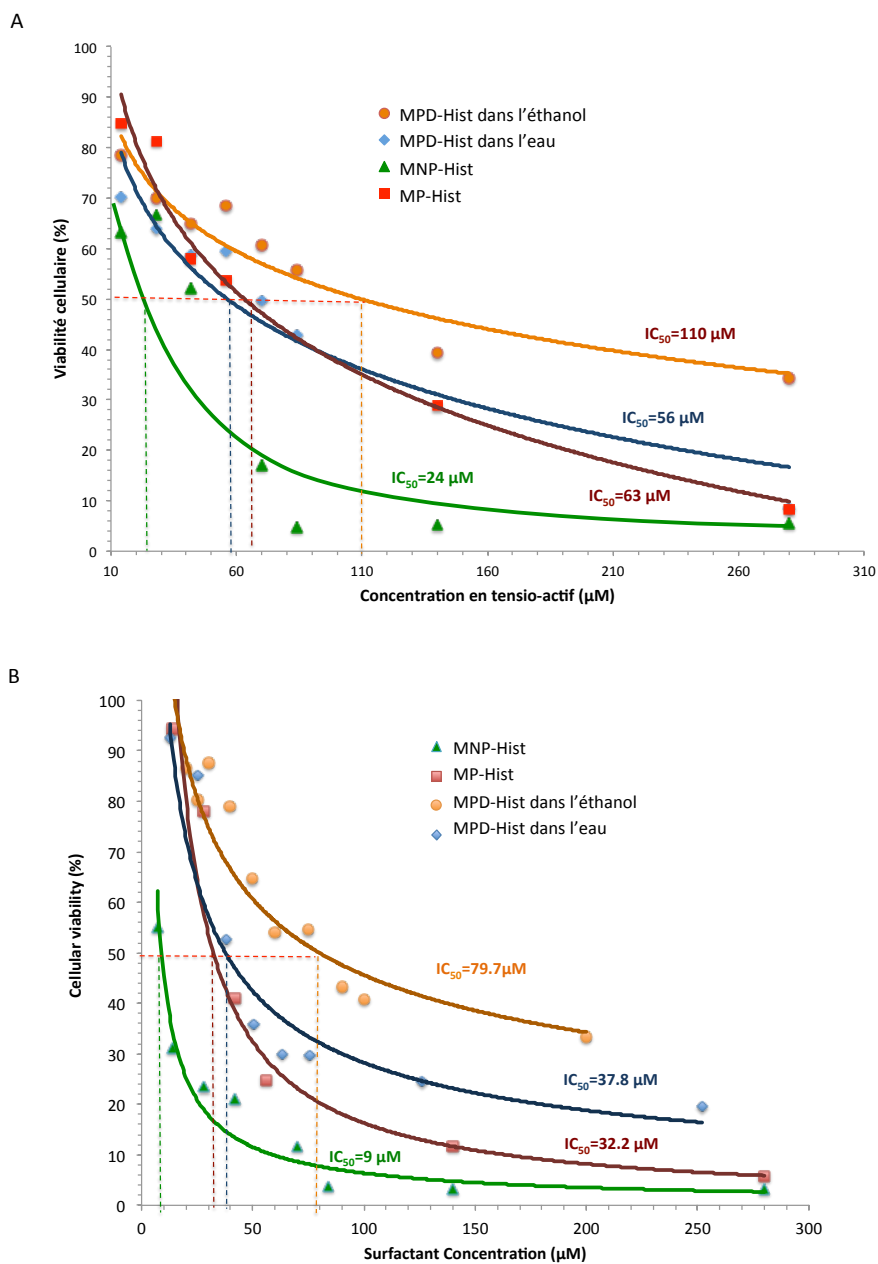 A
100
90
80
70
60
50
40
30
20
10
0
Viabilité cellulaire (%)
MPD-Hist dans l'éthanol
MPD-Hist dans l'eau
MNP-Hist
MP-Hist
IC50=110 µM
IC50=56 µM
IC50=24 µM
IC50=63 µM
10 60 110 160 210 260 310
Concentration en tensio-actif (µM)
B
100
90
80
70
60
50
40
30
20
10
0
Cellular viability (%)
MNP-Hist
MP-Hist
MPD-Hist dans l'éthanol
MPD-Hist dans l'eau
IC50=79.7µM
IC50=37.8 µM
IC50=9 µM
IC50=32.2 µM
0 50 100 150 200 250 300
Surfactant Concentration (µM)